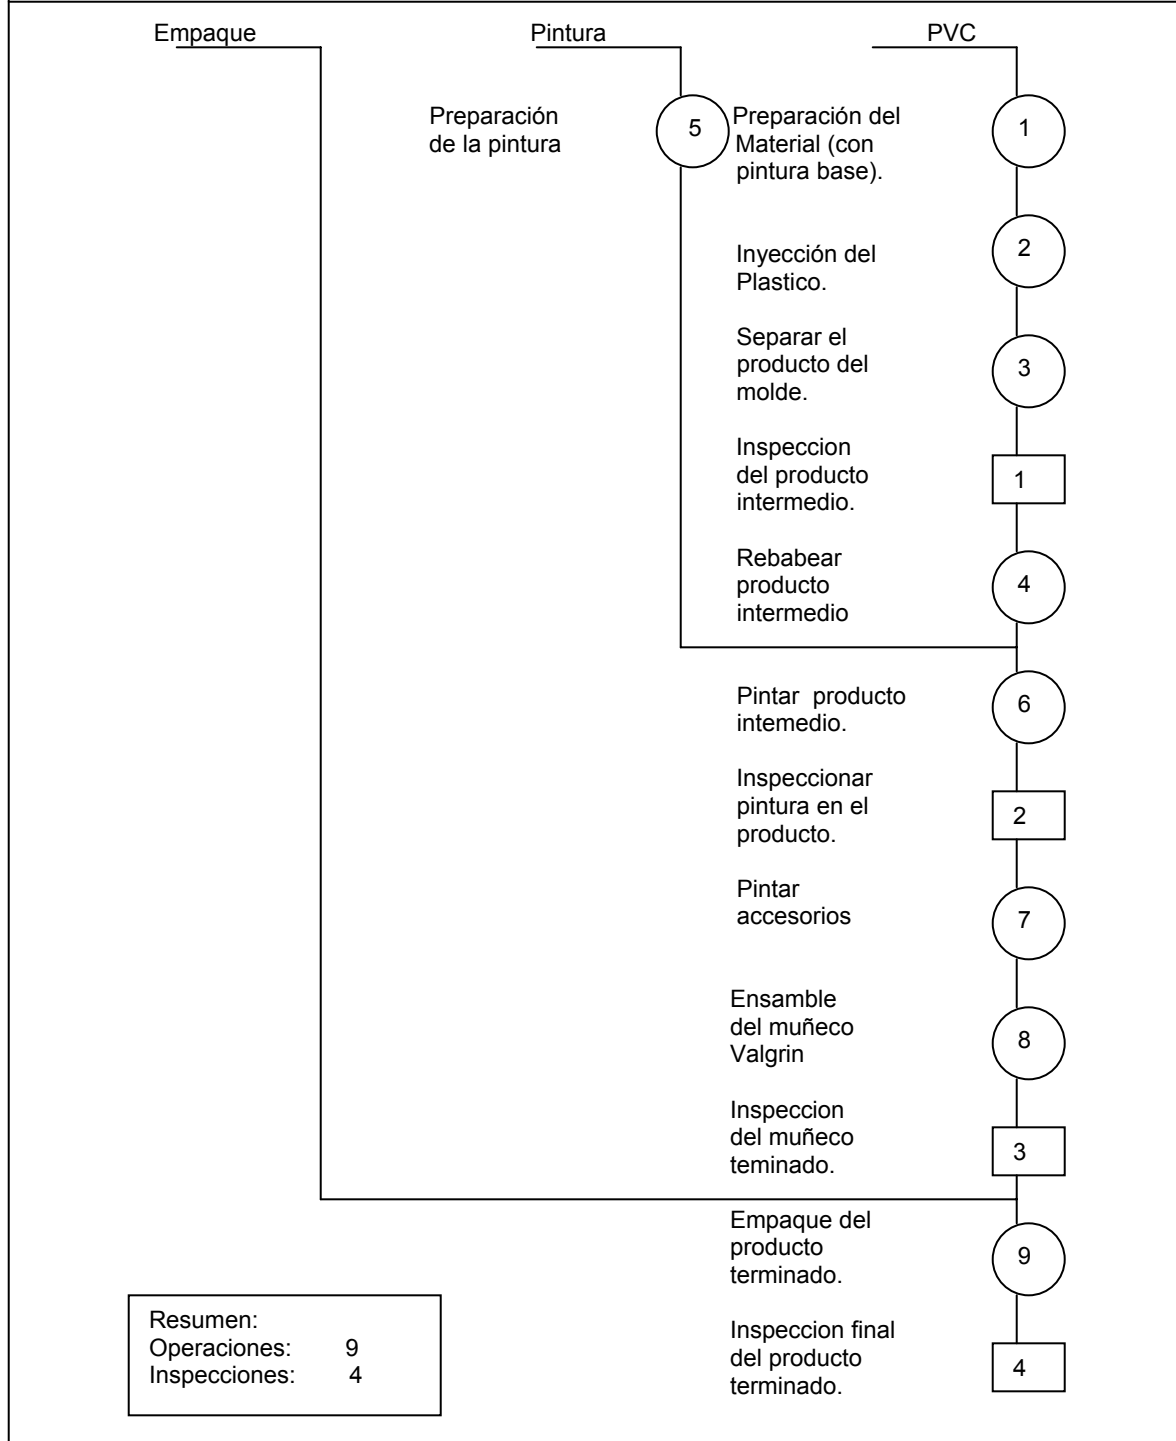 Empaque
Pintura
PVC
Preparación
de la pintura
5
Preparación del
Material (con
pintura base).
1
Inyección del
Plastico.
2
Separar el
producto del
molde.
3
Inspeccion
del producto
intermedio.
1
Rebabear
producto
intermedio
4
Pintar producto
intemedio.
6
Inspeccionar
pintura en el
producto.
2
Pintar
accesorios
7
Ensamble
del muñeco
Valgrin
8
Inspeccion
del muñeco
teminado.
3
Empaque del
producto
terminado.
9
Inspeccion final
del producto
terminado.
4
Resumen:
Operaciones: 9
Inspecciones: 4